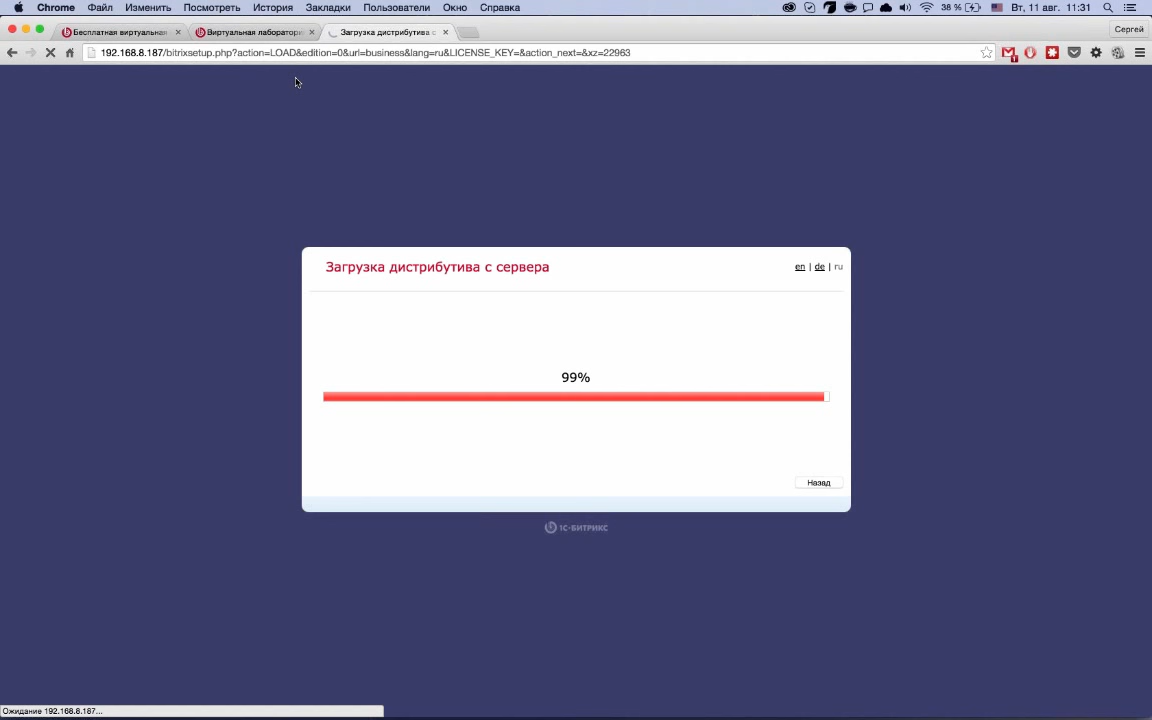 Chrome Файл Изменить Посмотреть История Закладки Пользователи Окно Справка 38 % Вт, 11 авг. 11:31
Бесплатная виртуальная Виртуальная лаборатори Загрузка дистрибутива с Сергей
192.168.8.187/bitrixsetup.php?action=LOAD&edition=0&url=business&lang=ru&LICENSE_KEY=&action_next=&xz=22963
Загрузка дистрибутива с сервера en | de | ru
99%
Назад
1С-БИТРИКС
Ожидание 192.168.8.187...